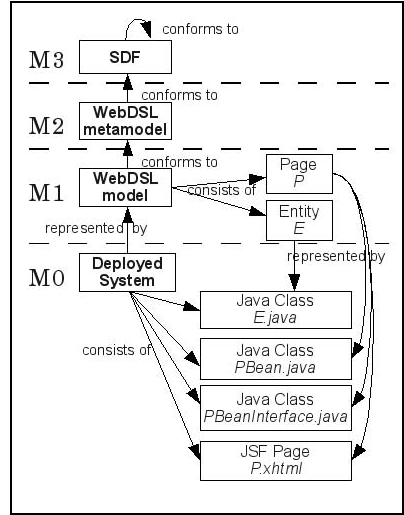 conforms to
M3
SDF
conforms to
M2
WebDSL
metamodel
conforms to
M1
WebDSL
model
consists of
Page
P
Entity
E
represented by
represented by
M0
Deployed
System
consists of
Java Class
E.java
Java Class
PBean.java
Java Class
PBeanInterface.java
JSF Page
P.xhtml